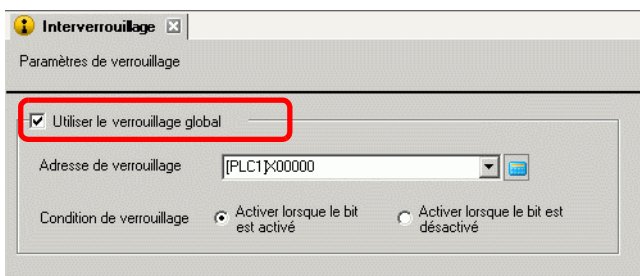 Interverrouillage
Paramètres de verrouillage
Utiliser le verrouillage global
Adresse de verrouillage [PLC1]X00000
Condition de verrouillage Activer lorsque le bit est activé Activer lorsque le bit est désactivé